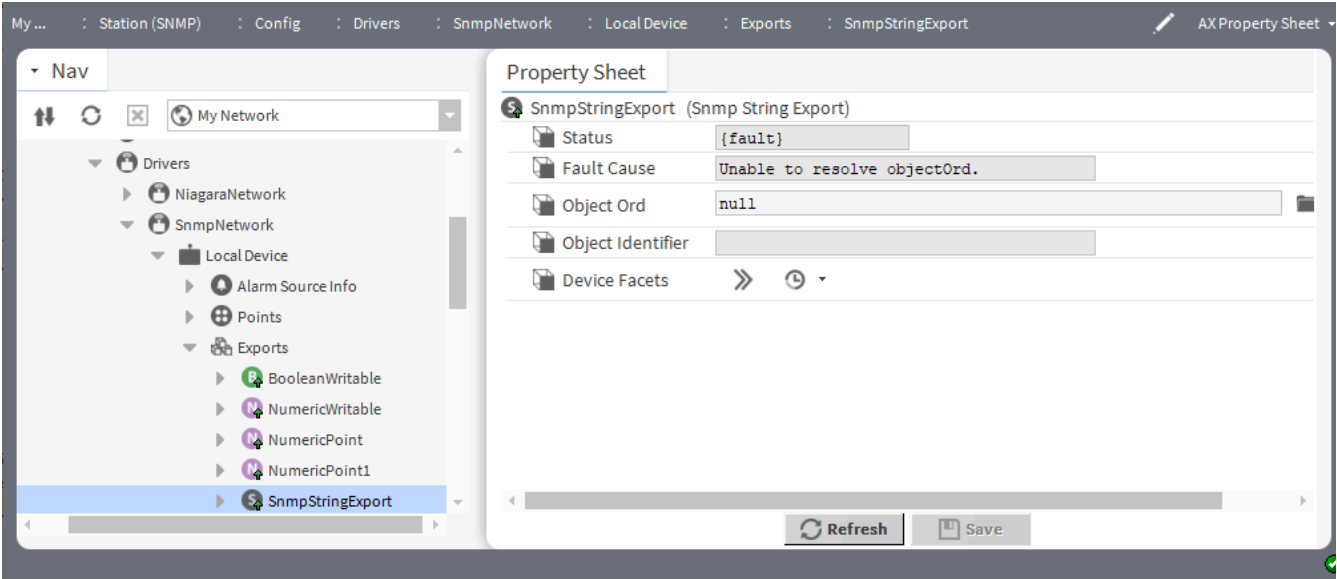 My ... : Station (SNMP) : Config : Drivers : SnmpNetwork : Local Device : Exports : SnmpStringExport AX Property Sheet
Nav
My Network
Drivers
NiagaraNetwork
SnmpNetwork
Local Device
Alarm Source Info
Points
Exports
B BooleanWritable
N NumericWritable
N NumericPoint
N NumericPoint1
S SnmpStringExport
Property Sheet
S SnmpStringExport (Snmp String Export)
Status {fault}
Fault Cause Unable to resolve objectOrd.
Object Ord null
Object Identifier
Device Facets
Refresh Save